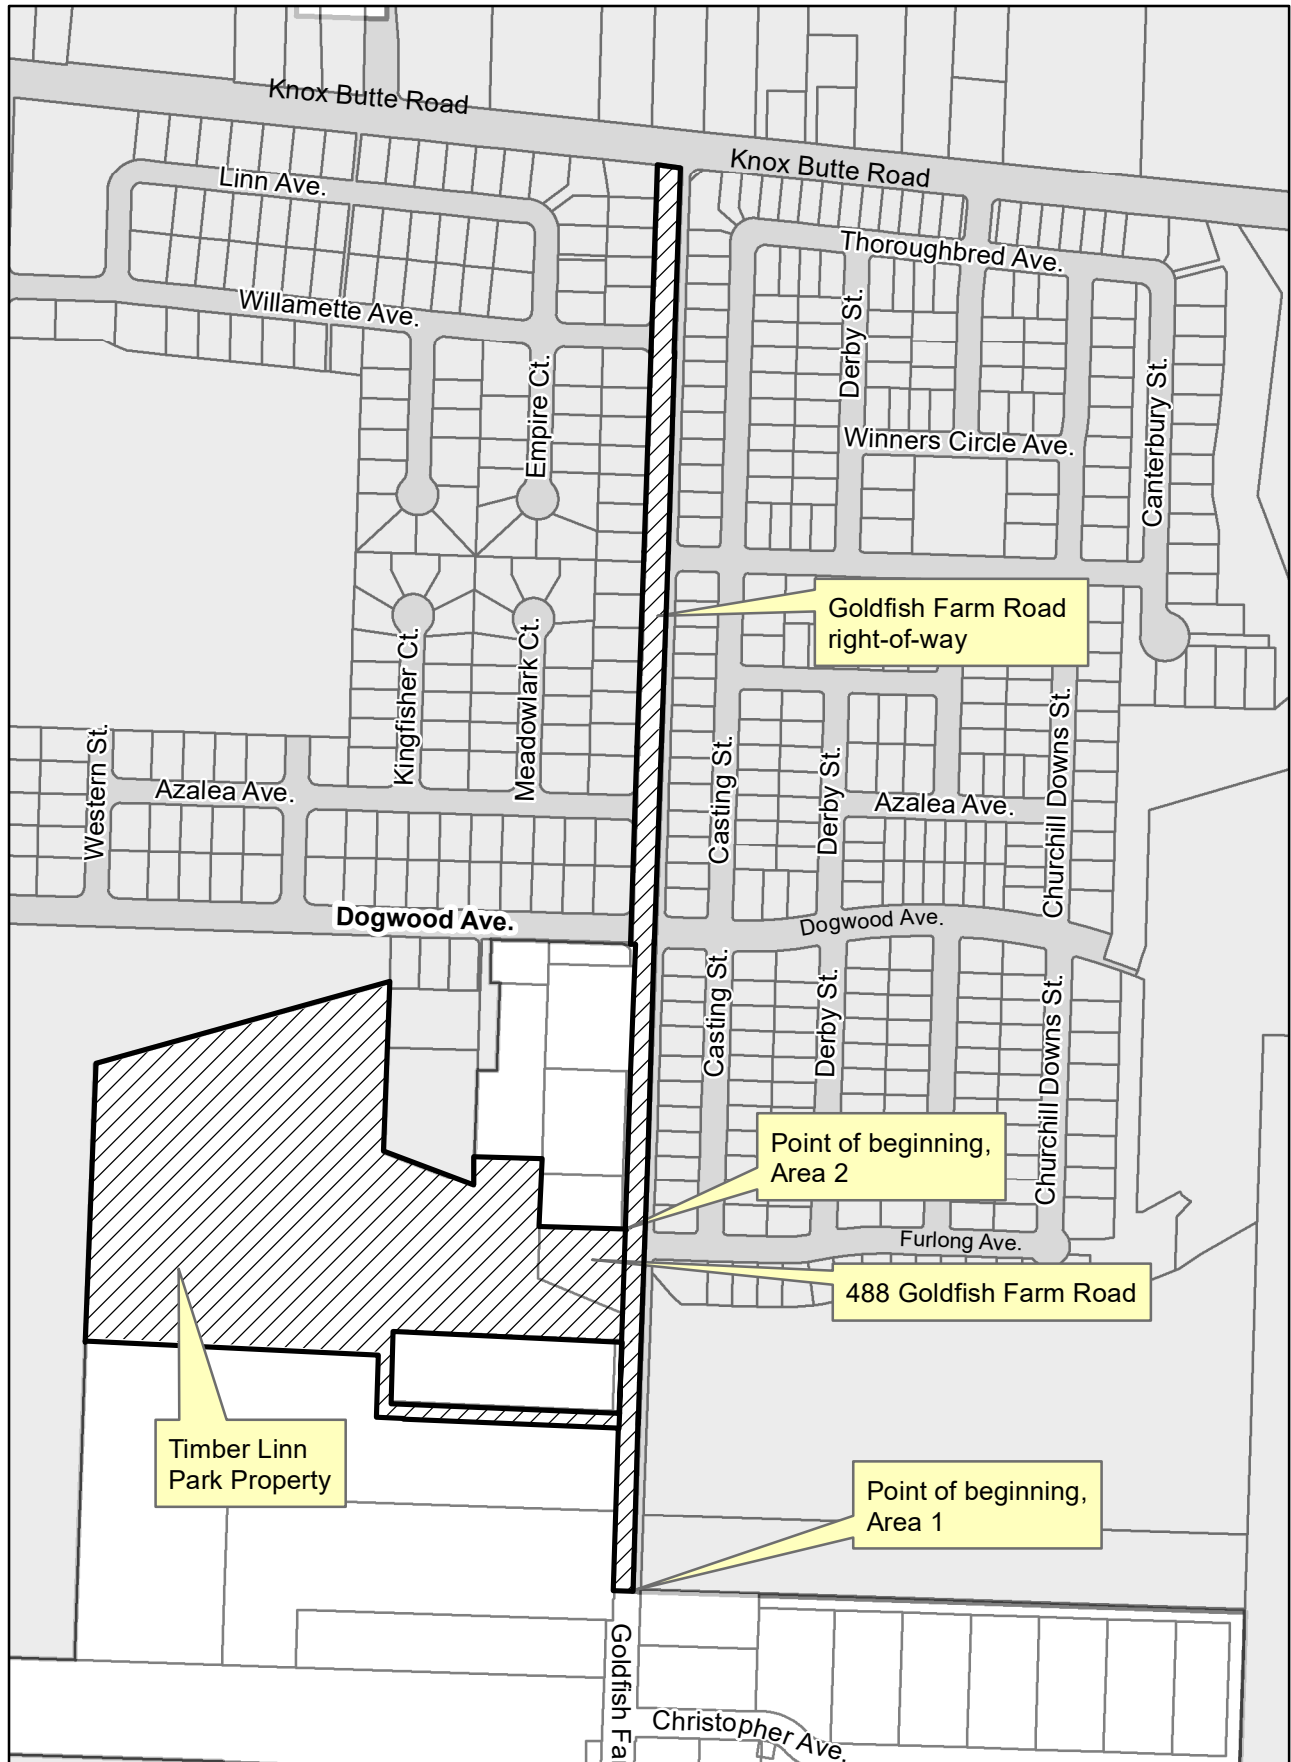 Knox Butte Road
Knox Butte Road
Linn Ave.
Thoroughbred Ave.
Willamette Ave.
Derby St.
Empire Ct.
Canterbury St.
Winners Circle Ave.
Goldfish Farm Road
right-of-way
Kingfisher Ct.
Meadowlark Ct.
Churchill Downs St.
Western St.
Casting St.
Derby St.
Azalea Ave.
Azalea Ave.
Dogwood Ave.
Dogwood Ave.
Casting St.
Derby St.
Churchill Downs St.
Point of beginning,
Area 2
Furlong Ave.
488 Goldfish Farm Road
Timber Linn
Park Property
Point of beginning,
Area 1
Goldfish Fa
Christopher Ave.